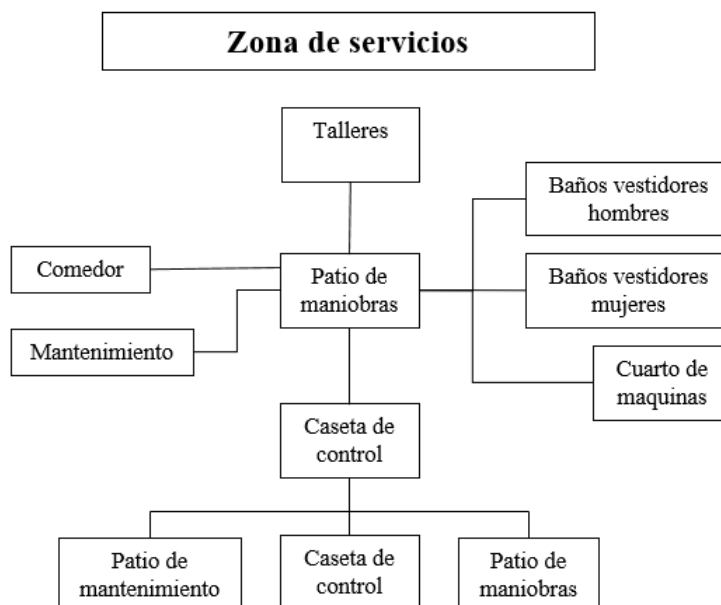 Zona de servicios
Talleres
Baños vestidores
hombres
Comedor
Patio de
maniobras
Baños vestidores
mujeres
Mantenimiento
Cuarto de
maquinas
Caseta de
control
Patio de
mantenimiento
Caseta de
control
Patio de
maniobras